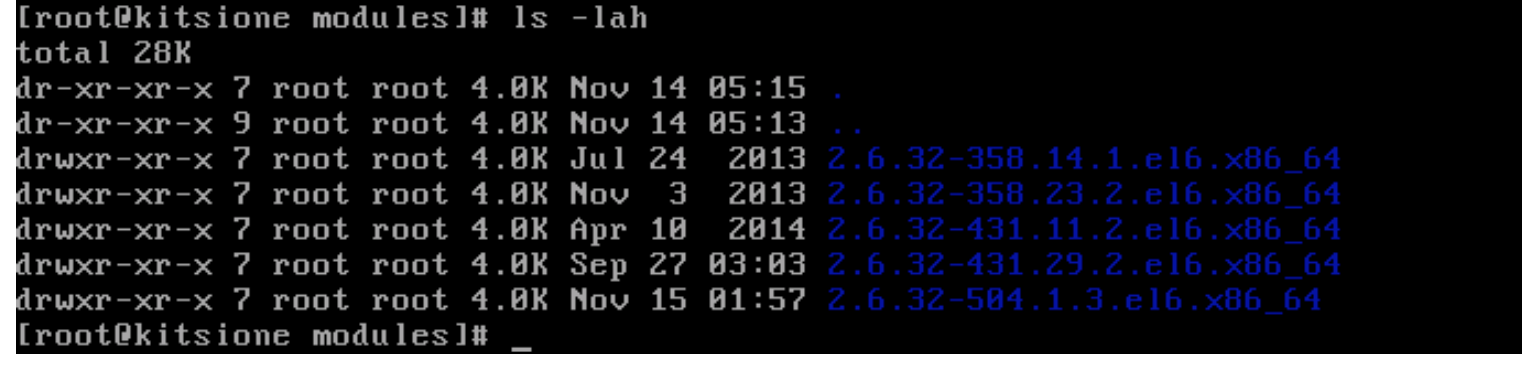 [root@kitsione modules]# ls -lah
total 28K
dr-xr-xr-x 7 root root 4.0K Nov 14 05:15 .
dr-xr-xr-x 9 root root 4.0K Nov 14 05:13 ..
drwxr-xr-x 7 root root 4.0K Jul 24  2013 2.6.32-358.14.1.el6.x86_64
drwxr-xr-x 7 root root 4.0K Nov  3  2013 2.6.32-358.23.2.el6.x86_64
drwxr-xr-x 7 root root 4.0K Apr 10  2014 2.6.32-431.11.2.el6.x86_64
drwxr-xr-x 7 root root 4.0K Sep 27 03:03 2.6.32-431.29.2.el6.x86_64
drwxr-xr-x 7 root root 4.0K Nov 15 01:57 2.6.32-504.1.3.el6.x86_64
[root@kitsione modules]# _